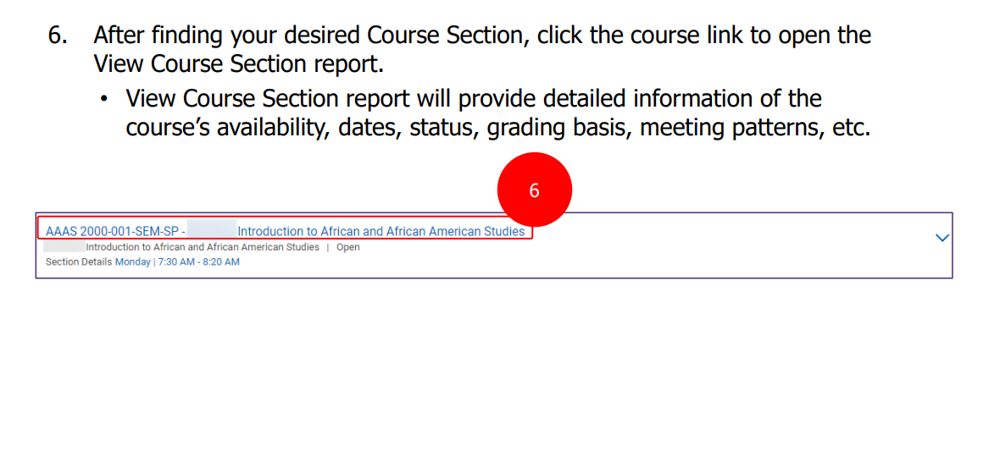 6. After finding your desired Course Section, click the course link to open the
View Course Section report.
• View Course Section report will provide detailed information of the
course’s availability, dates, status, grading basis, meeting patterns, etc.
6
AAAS 2000-001-SEM-SP - Introduction to African and African American Studies
Introduction to African and African American Studies | Open
Section Details Monday | 7:30 AM - 8:20 AM